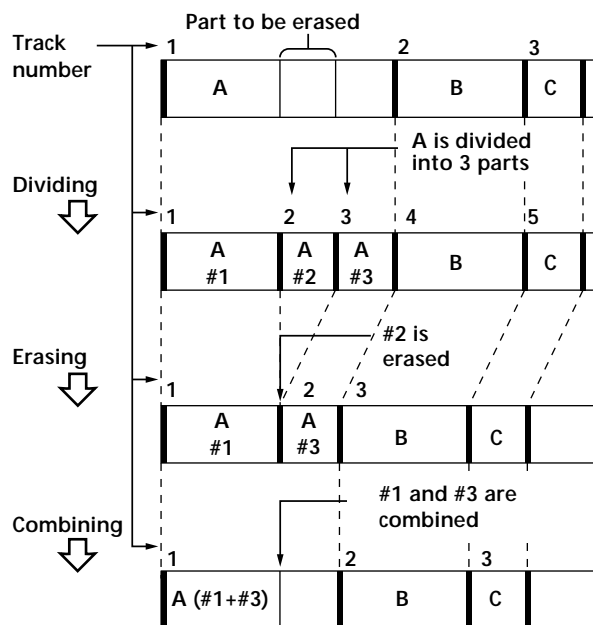 Part to be erased
Track number
1 2 3
A B C
A is divided into 3 parts
Dividing
1 2 3 4 5
A #1 A #2 A #3 B C
#2 is erased
Erasing
1 2 3
A #1 A #3 B C
#1 and #3 are combined
Combining
1 2 3
A (#1+#3) B C